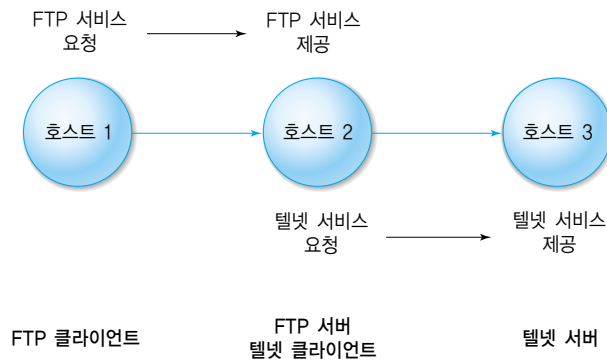 FTP 서비스
요청
FTP 서비스
제공
호스트 1
호스트 2
호스트 3
텔넷 서비스
요청
텔넷 서비스
제공
FTP 클라이언트
FTP 서버
텔넷 클라이언트
텔넷 서버